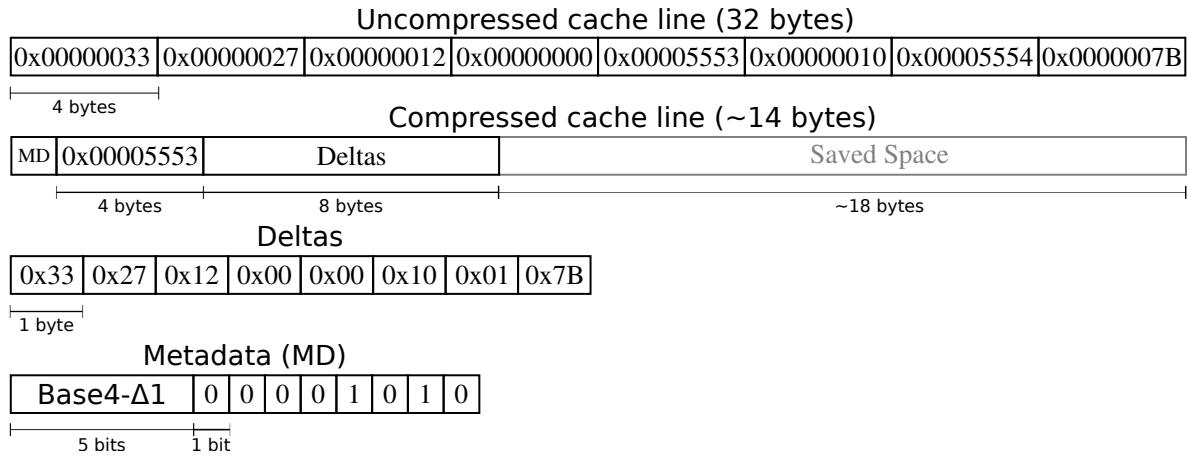 Uncompressed cache line (32 bytes)
0x00000033 0x00000027 0x00000012 0x00000000 0x00005553 0x00000010 0x00005554 0x0000007B
4 bytes
Compressed cache line (~14 bytes)
MD 0x00005553 Deltas Saved Space
4 bytes 8 bytes ~18 bytes
Deltas
0x33 0x27 0x12 0x00 0x00 0x10 0x01 0x7B
1 byte
Metadata (MD)
Base4-Δ1 0 0 0 0 1 0 1 0
5 bits 1 bit